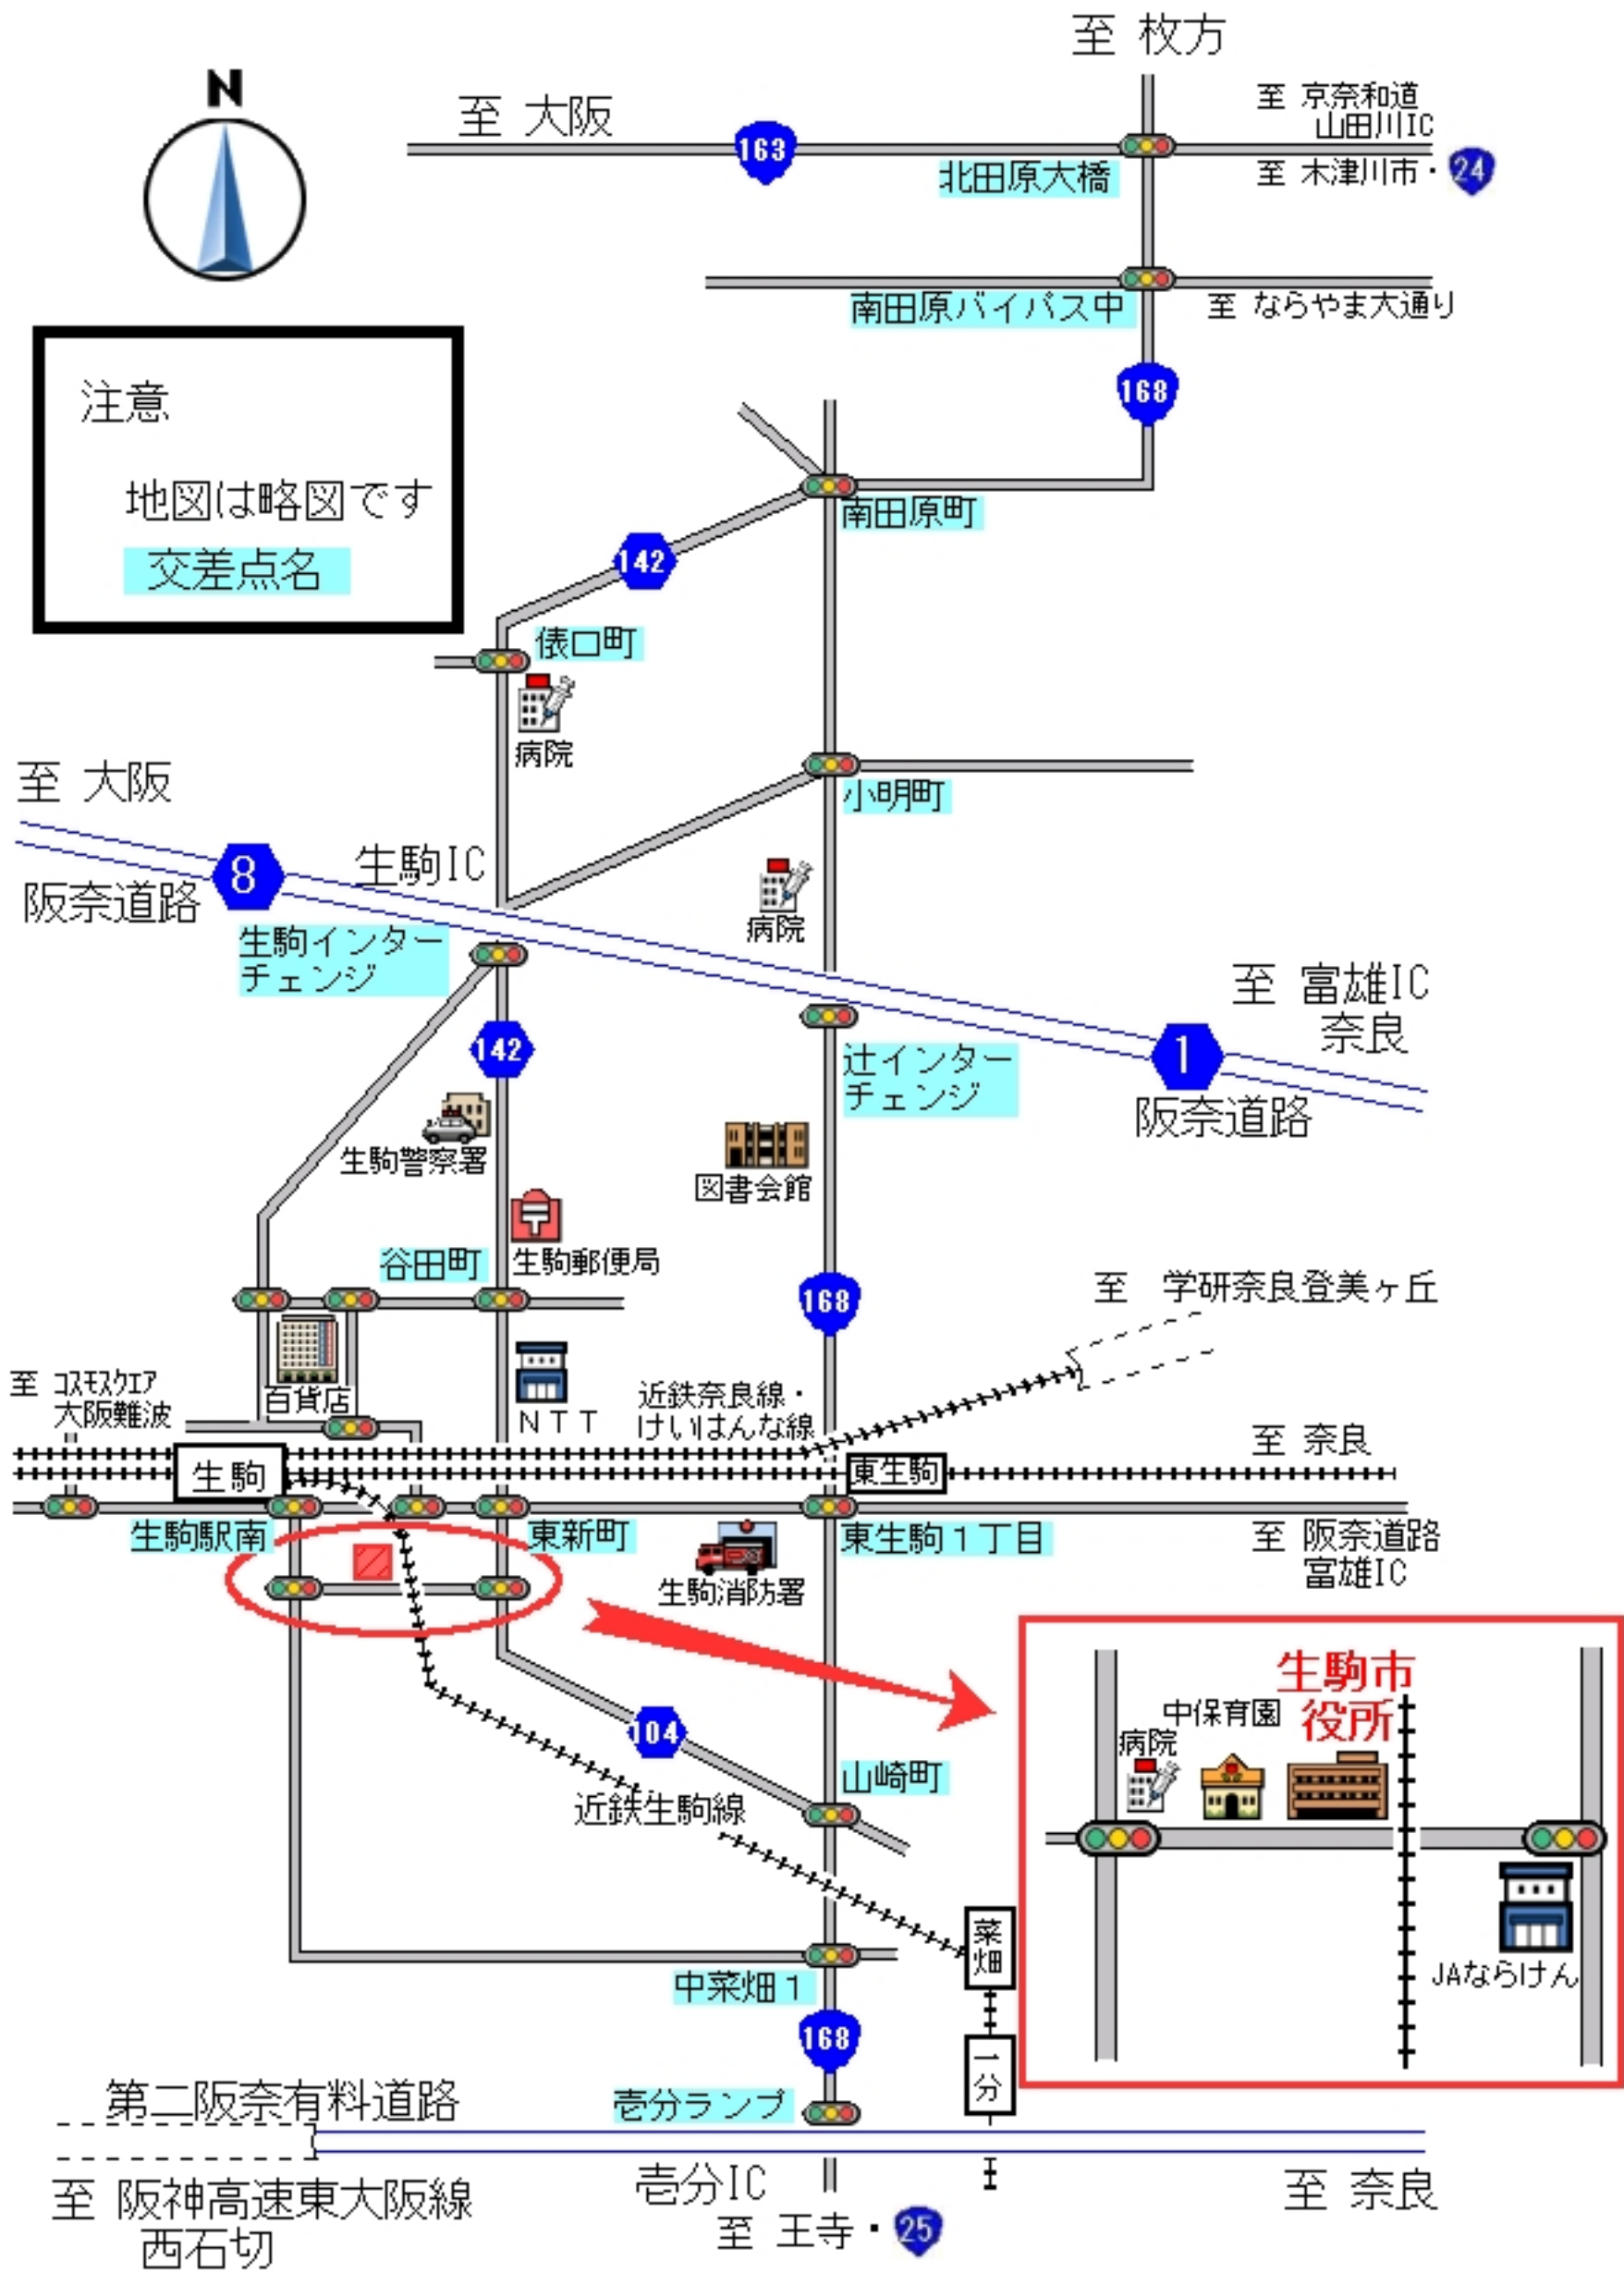 至 枚方
N
至 大阪
163
至 京奈和道
山田川IC
北田原大橋
至 木津川市・24
南田原バイパス中
至 ならやま大通り
168
注意
地図は略図です
交差点名
南田原町
142
俵口町
病院
至 大阪
小明町
8
生駒IC
阪奈道路
病院
生駒インター
チェンジ
至 富雄IC
奈良
142
辻インター
チェンジ
1
阪奈道路
生駒警察署
図書会館
谷田町
生駒郵便局
168
至 学研奈良登美ヶ丘
至 コスモスクエア
大阪難波
百貨店
NTT
近鉄奈良線・
けいはんな線
至 奈良
生駒
東生駒
生駒駅南
東新町
東生駒1丁目
至 阪奈道路
富雄IC
生駒消防署
生駒市
役所
中保育園
病院
104
山崎町
近鉄生駒線
菜畑
JAならけん
中菜畑1
168
一分
第二阪奈有料道路
壱分ランプ
壱分IC
至 奈良
至 阪神高速東大阪線
西石切
至 王寺・25